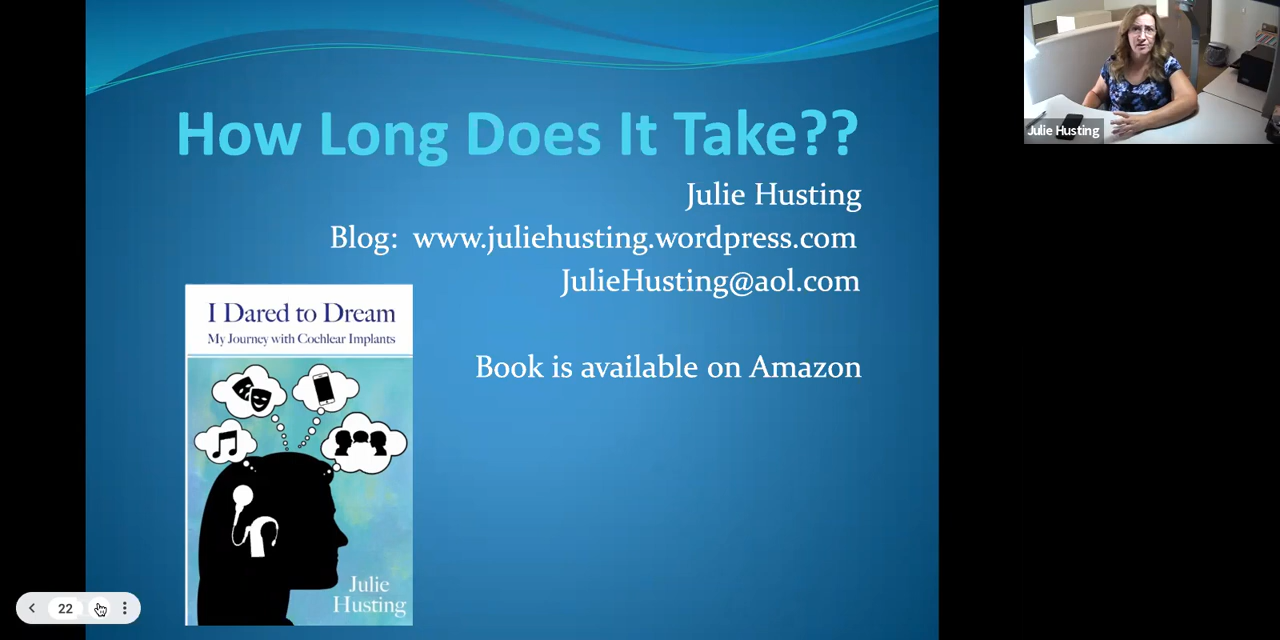 How Long Does It Take??
Julie Husting
Blog: www.juliehusting.wordpress.com
JulieHusting@aol.com
Book is available on Amazon
I Dared to Dream
My Journey with Cochlear Implants
Julie
Husting
22
Julie Husting